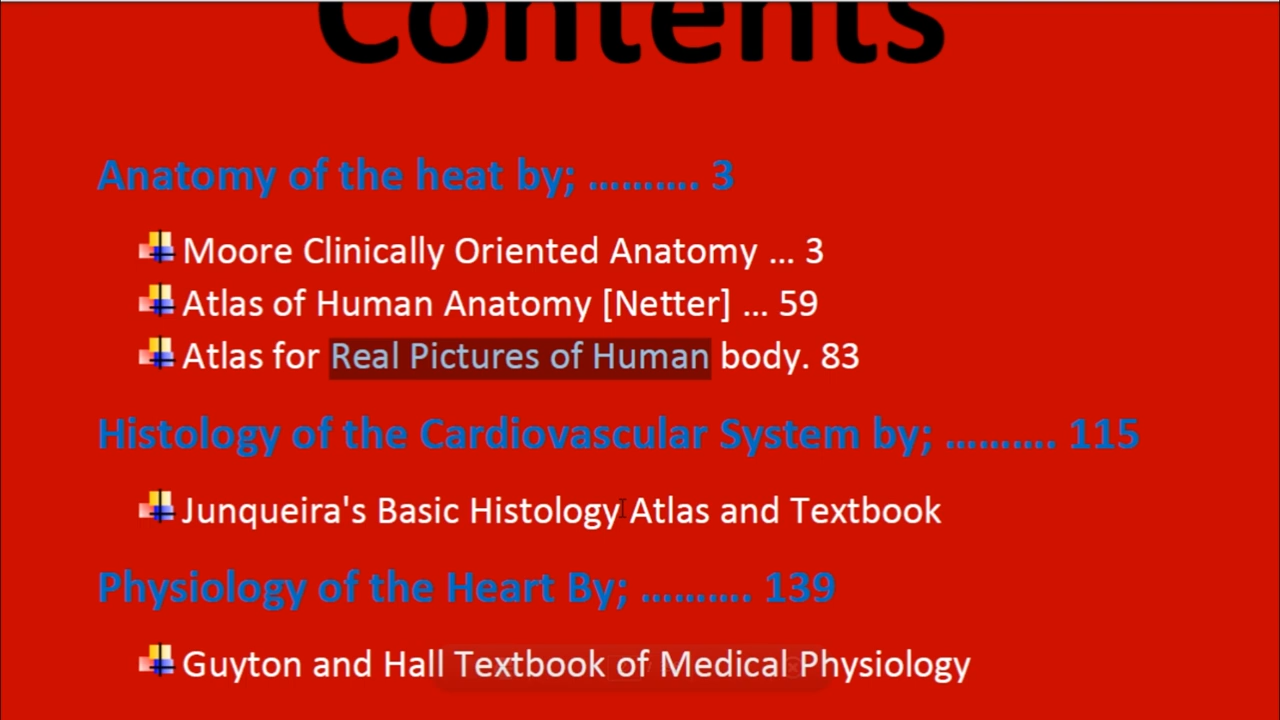 Contents
Anatomy of the heat by; .......... 3
Moore Clinically Oriented Anatomy ... 3
Atlas of Human Anatomy [Netter] ... 59
Atlas for Real Pictures of Human body. 83
Histology of the Cardiovascular System by; .......... 115
Junqueira's Basic Histology Atlas and Textbook
Physiology of the Heart By; .......... 139
Guyton and Hall Textbook of Medical Physiology